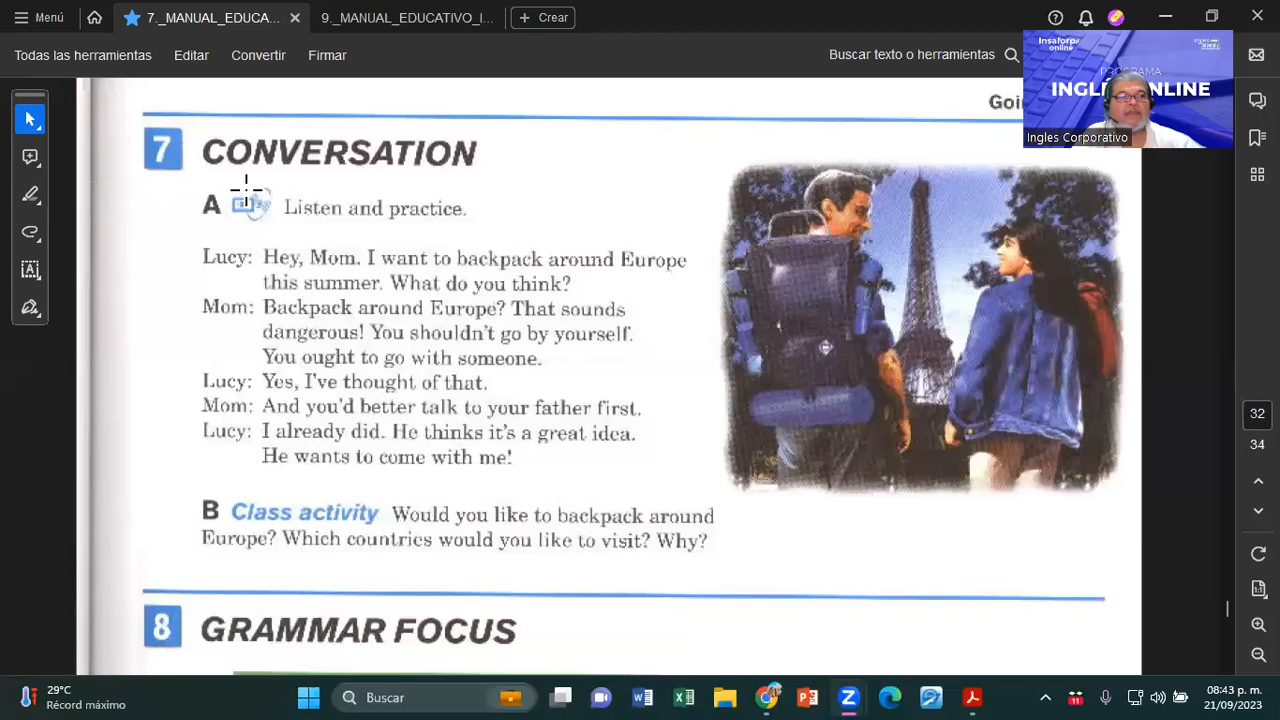 Menú
7._MANUAL_EDUCA...
9._MANUAL_EDUCATIVO_I...
Crear
Todas las herramientas
Editar
Convertir
Firmar
Buscar texto o herramientas
Insaforp
online
PROGRAMA
INGLÉS ONLINE
Ingles Corporativo
7 CONVERSATION
A Listen and practice.
Lucy: Hey, Mom. I want to backpack around Europe
this summer. What do you think?
Mom: Backpack around Europe? That sounds
dangerous! You shouldn't go by yourself.
You ought to go with someone.
Lucy: Yes, I've thought of that.
Mom: And you'd better talk to your father first.
Lucy: I already did. He thinks it's a great idea.
He wants to come with me!
B Class activity Would you like to backpack around
Europe? Which countries would you like to visit? Why?
8 GRAMMAR FOCUS
32
34
29°C
Récord máximo
Buscar
11
08:43 p. m.
21/09/2023